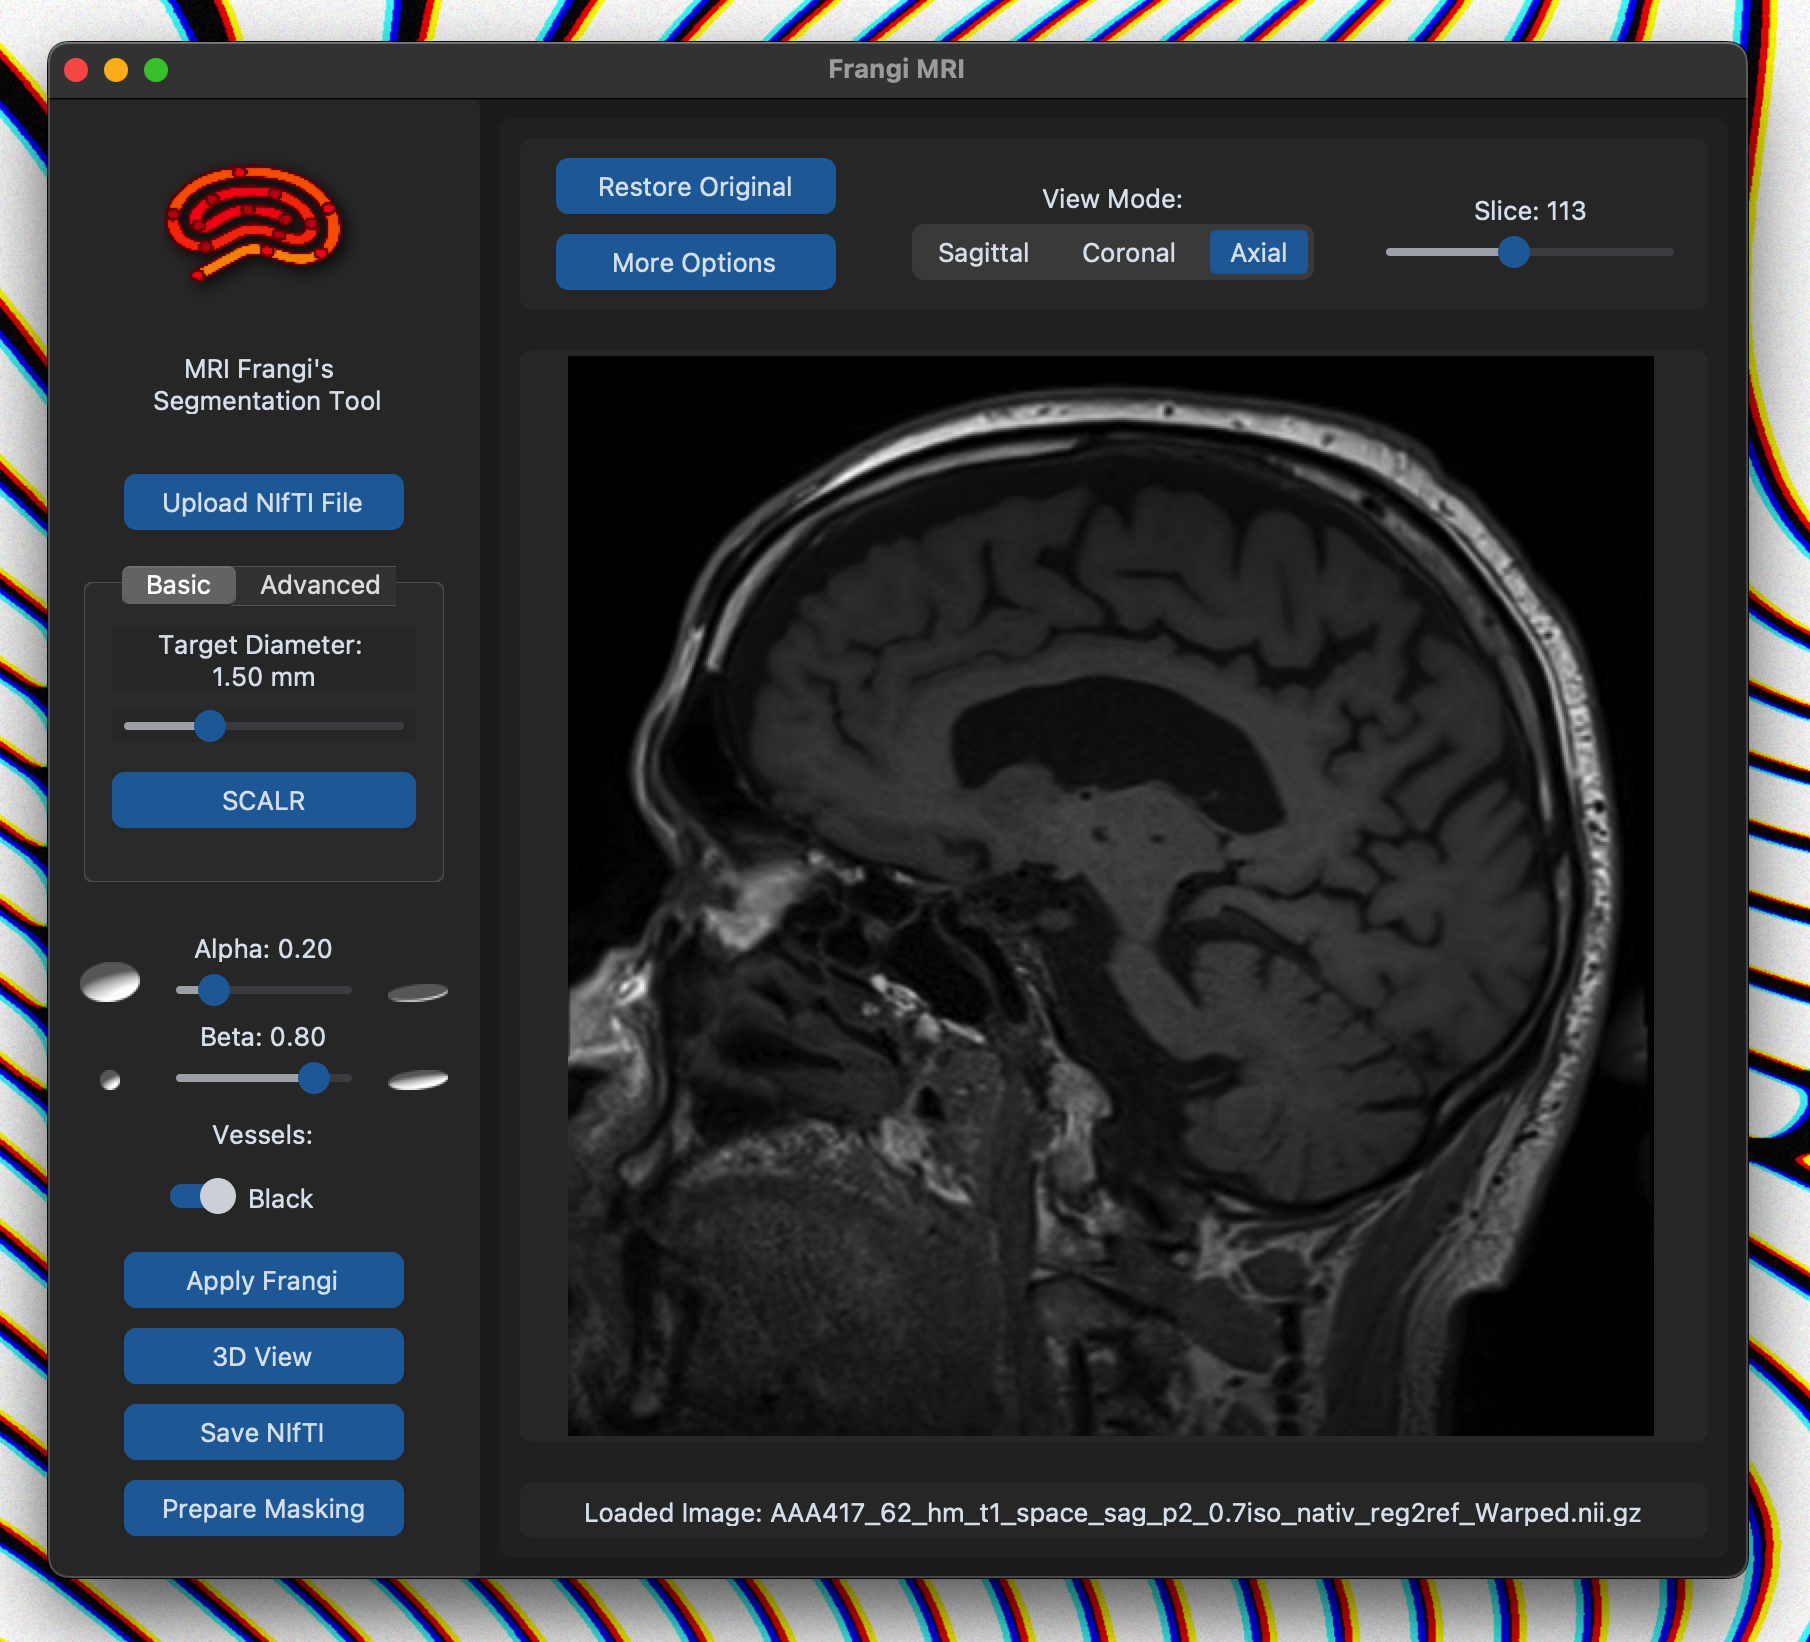 Frangi MRI
MRI Frangi's
Segmentation Tool
Upload NIfTI File
Basic Advanced
Target Diameter:
1.50 mm
SCALR
Alpha: 0.20
Beta: 0.80
Vessels:
Black
Apply Frangi
3D View
Save NIfTI
Prepare Masking
Restore Original
More Options
View Mode:
Sagittal Coronal Axial
Slice: 113
Loaded Image: AAA417_62_hm_t1_space_sag_p2_0.7iso_nativ_reg2ref_Warped.nii.gz